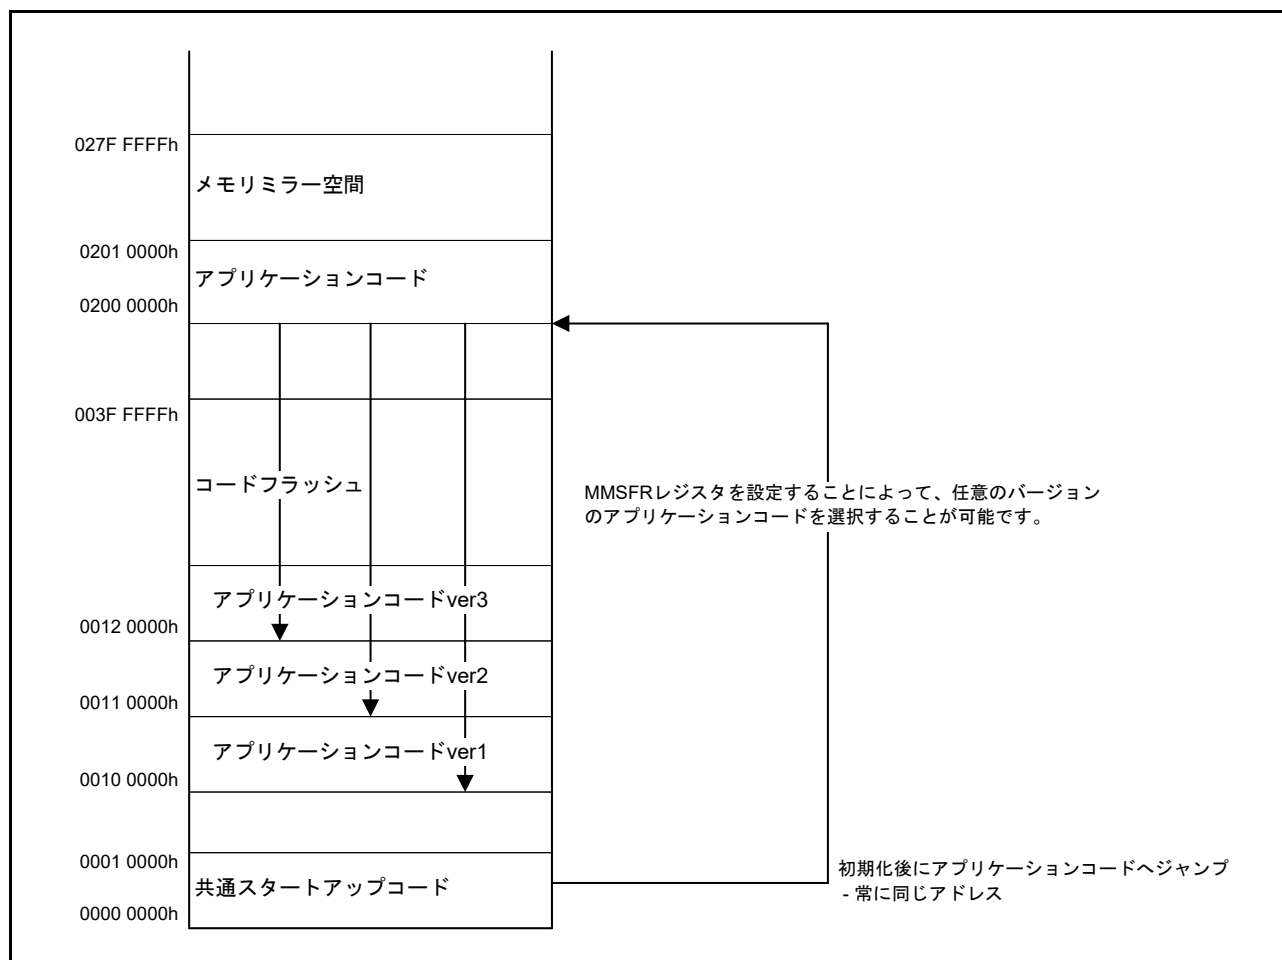 027F FFFFh
メモリミラー空間
0201 0000h
アプリケーションコード
0200 0000h
003F FFFFh
コードフラッシュ
MMSFRレジスタを設定することによって、任意のバージョン
のアプリケーションコードを選択することが可能です。
アプリケーションコードver3
0012 0000h
アプリケーションコードver2
0011 0000h
アプリケーションコードver1
0010 0000h
0001 0000h
共通スタートアップコード
0000 0000h
初期化後にアプリケーションコードへジャンプ
- 常に同じアドレス